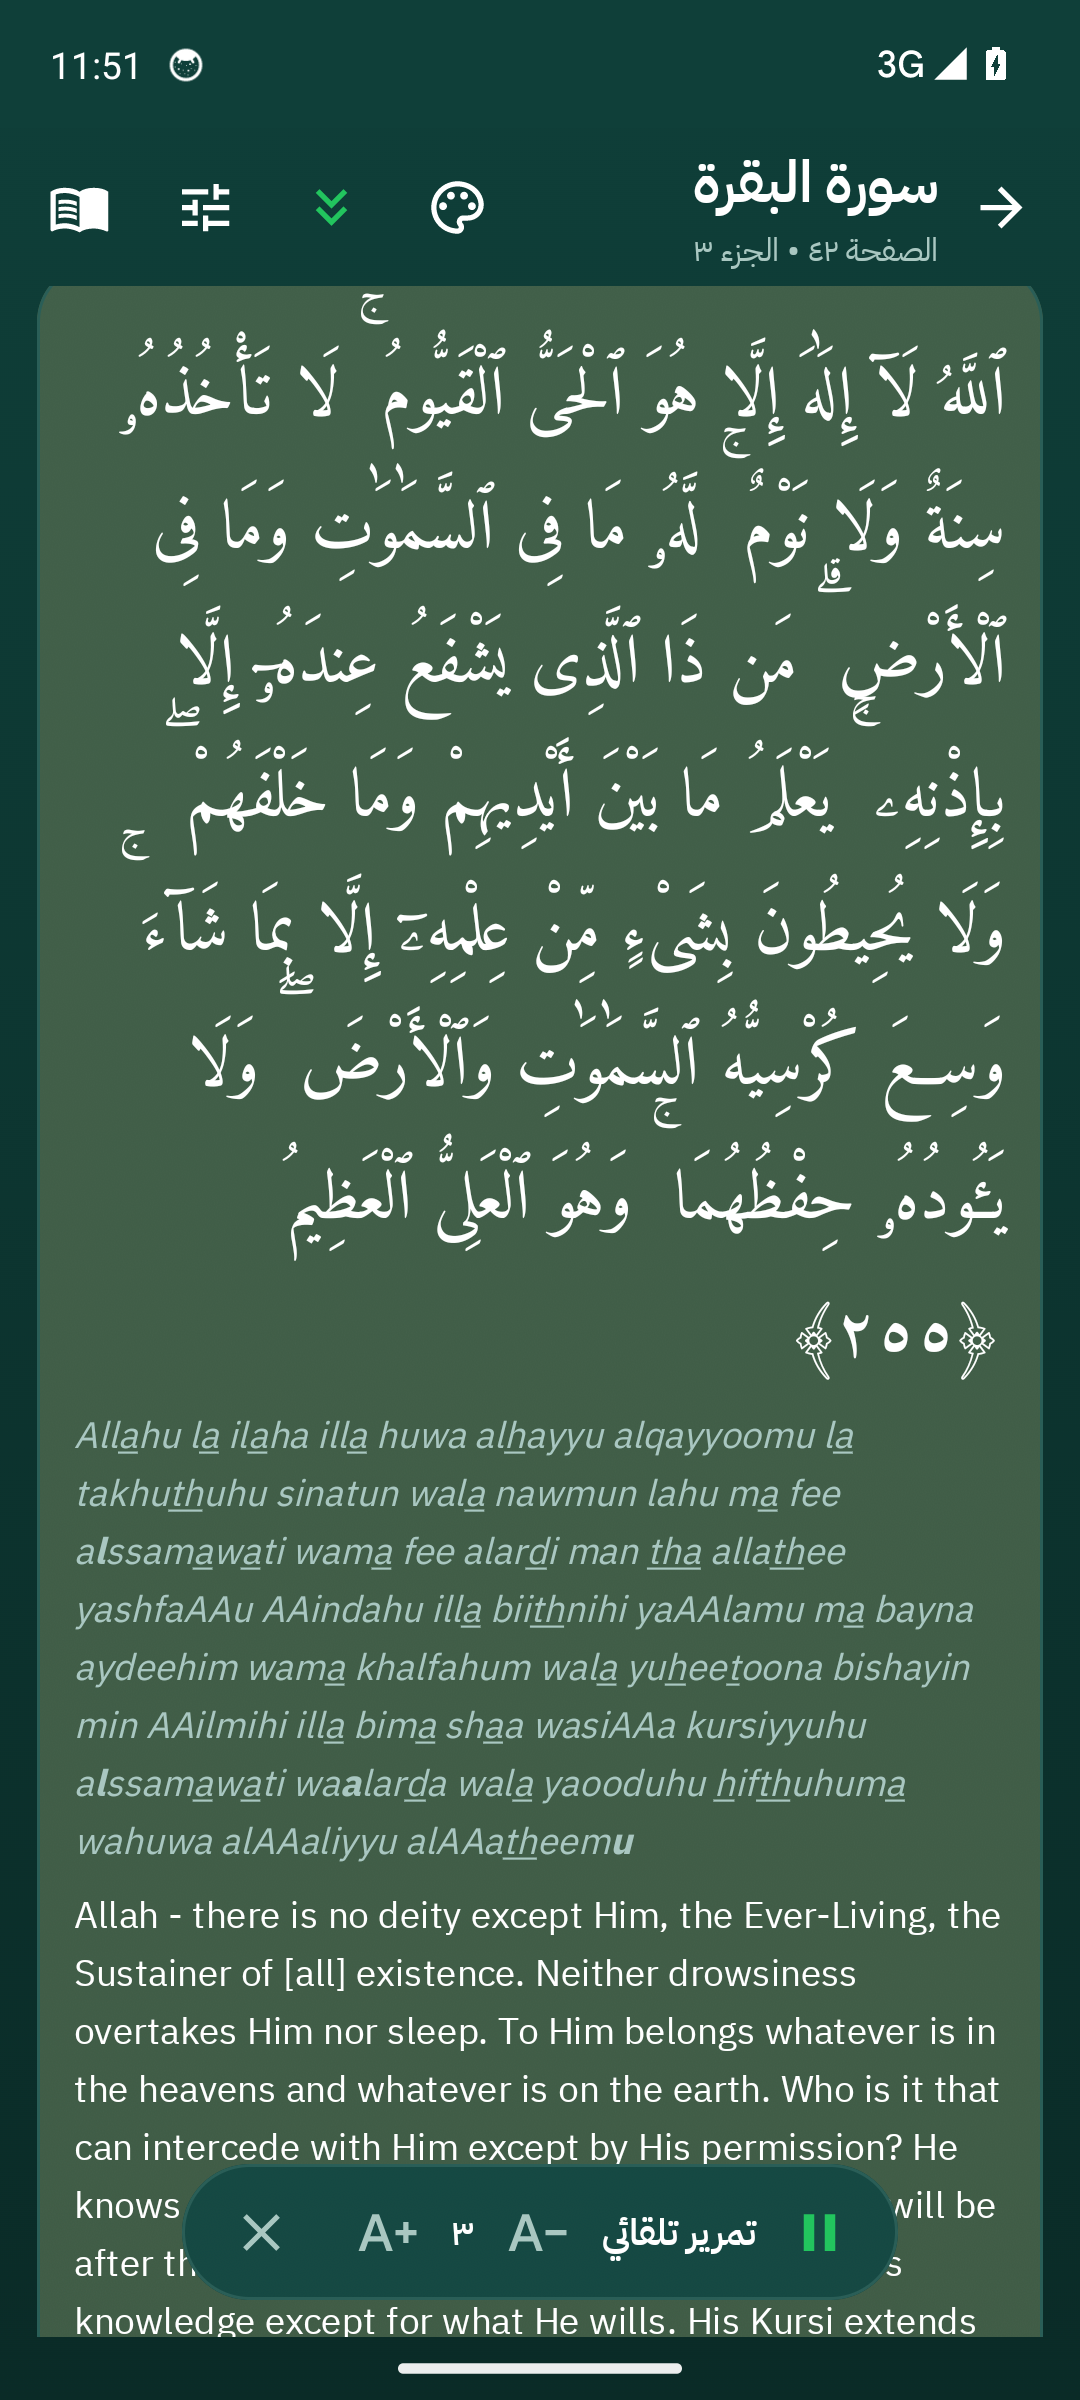 11:51
3G
سورة البقرة
الصفحة ٤٢ • الجزء ٣
ٱللَّهُ لَآ إِلَٰهَ إِلَّا هُوَ ٱلْحَىُّ ٱلْقَيُّومُ ۚ لَا تَأْخُذُهُۥ
سِنَةٌ وَلَا نَوْمٌ ۚ لَّهُۥ مَا فِى ٱلسَّمَٰوَٰتِ وَمَا فِى
ٱلْأَرْضِ ۗ مَن ذَا ٱلَّذِى يَشْفَعُ عِندَهُۥٓ إِلَّا
بِإِذْنِهِۦ ۚ يَعْلَمُ مَا بَيْنَ أَيْدِيهِمْ وَمَا خَلْفَهُمْ ۖ
وَلَا يُحِيطُونَ بِشَىْءٍ مِّنْ عِلْمِهِۦٓ إِلَّا بِمَا شَآءَ ۚ
وَسِعَ كُرْسِيُّهُ ٱلسَّمَٰوَٰتِ وَٱلْأَرْضَ ۖ وَلَا
يَـُٔودُهُۥ حِفْظُهُمَا ۚ وَهُوَ ٱلْعَلِىُّ ٱلْعَظِيمُ
﴿٢٥٥﴾
Allahu la ilaha illa huwa alhayyu alqayyoomu la
takhuthuhu sinatun wala nawmun lahu ma fee
alssamawati wama fee alardi man tha allathee
yashfaAAu AAindahu illa biithnihi yaAAlamu ma bayna
aydeehim wama khalfahum wala yuheetoona bishayin
min AAilmihi illa bima shaa wasiAAa kursiyyuhu
alssamawati waalarda wala yaooduhu hifthuhuma
wahuwa alAAaliyyu alAAatheemu
Allah - there is no deity except Him, the Ever-Living, the
Sustainer of [all] existence. Neither drowsiness
overtakes Him nor sleep. To Him belongs whatever is in
the heavens and whatever is on the earth. Who is it that
can intercede with Him except by His permission? He
knows will be
after
knowledge except for what He wills. His Kursi extends
A+ ٣ A− تمرير تلقائي